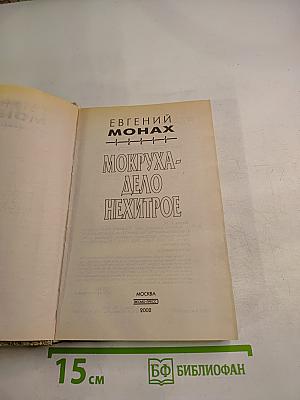 ЕВГЕНИЙ
МОНАХ
МОКРУХА-
ДЕЛО
НЕХИТРОЕ
МОСКВА
2002
15 см
БФ БИБЛИОФАН